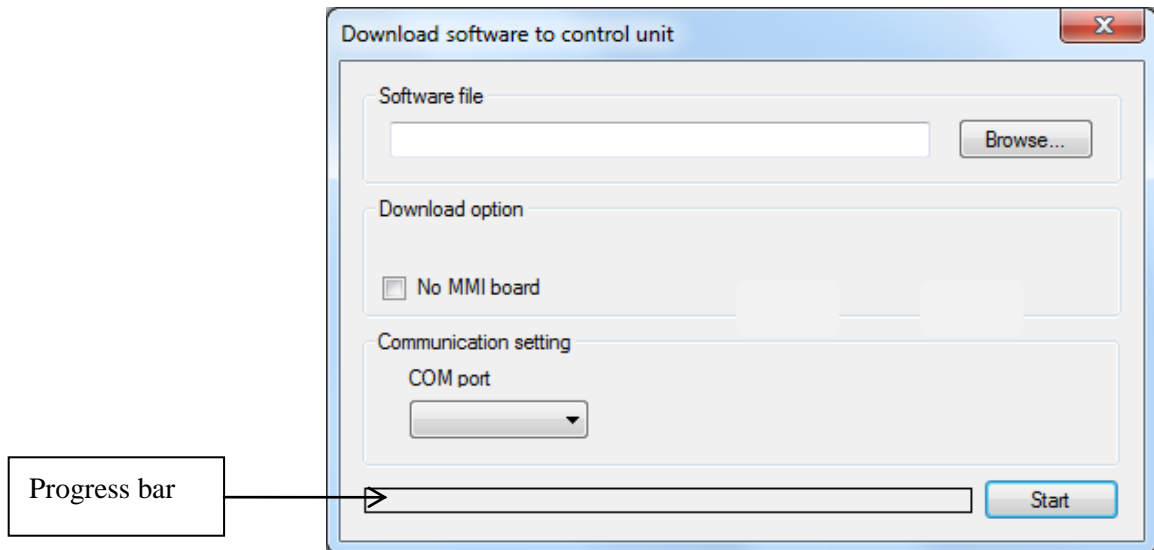 Download software to control unit
Software file
Browse...
Download option
No MMI board
Communication setting
COM port
Progress bar
Start